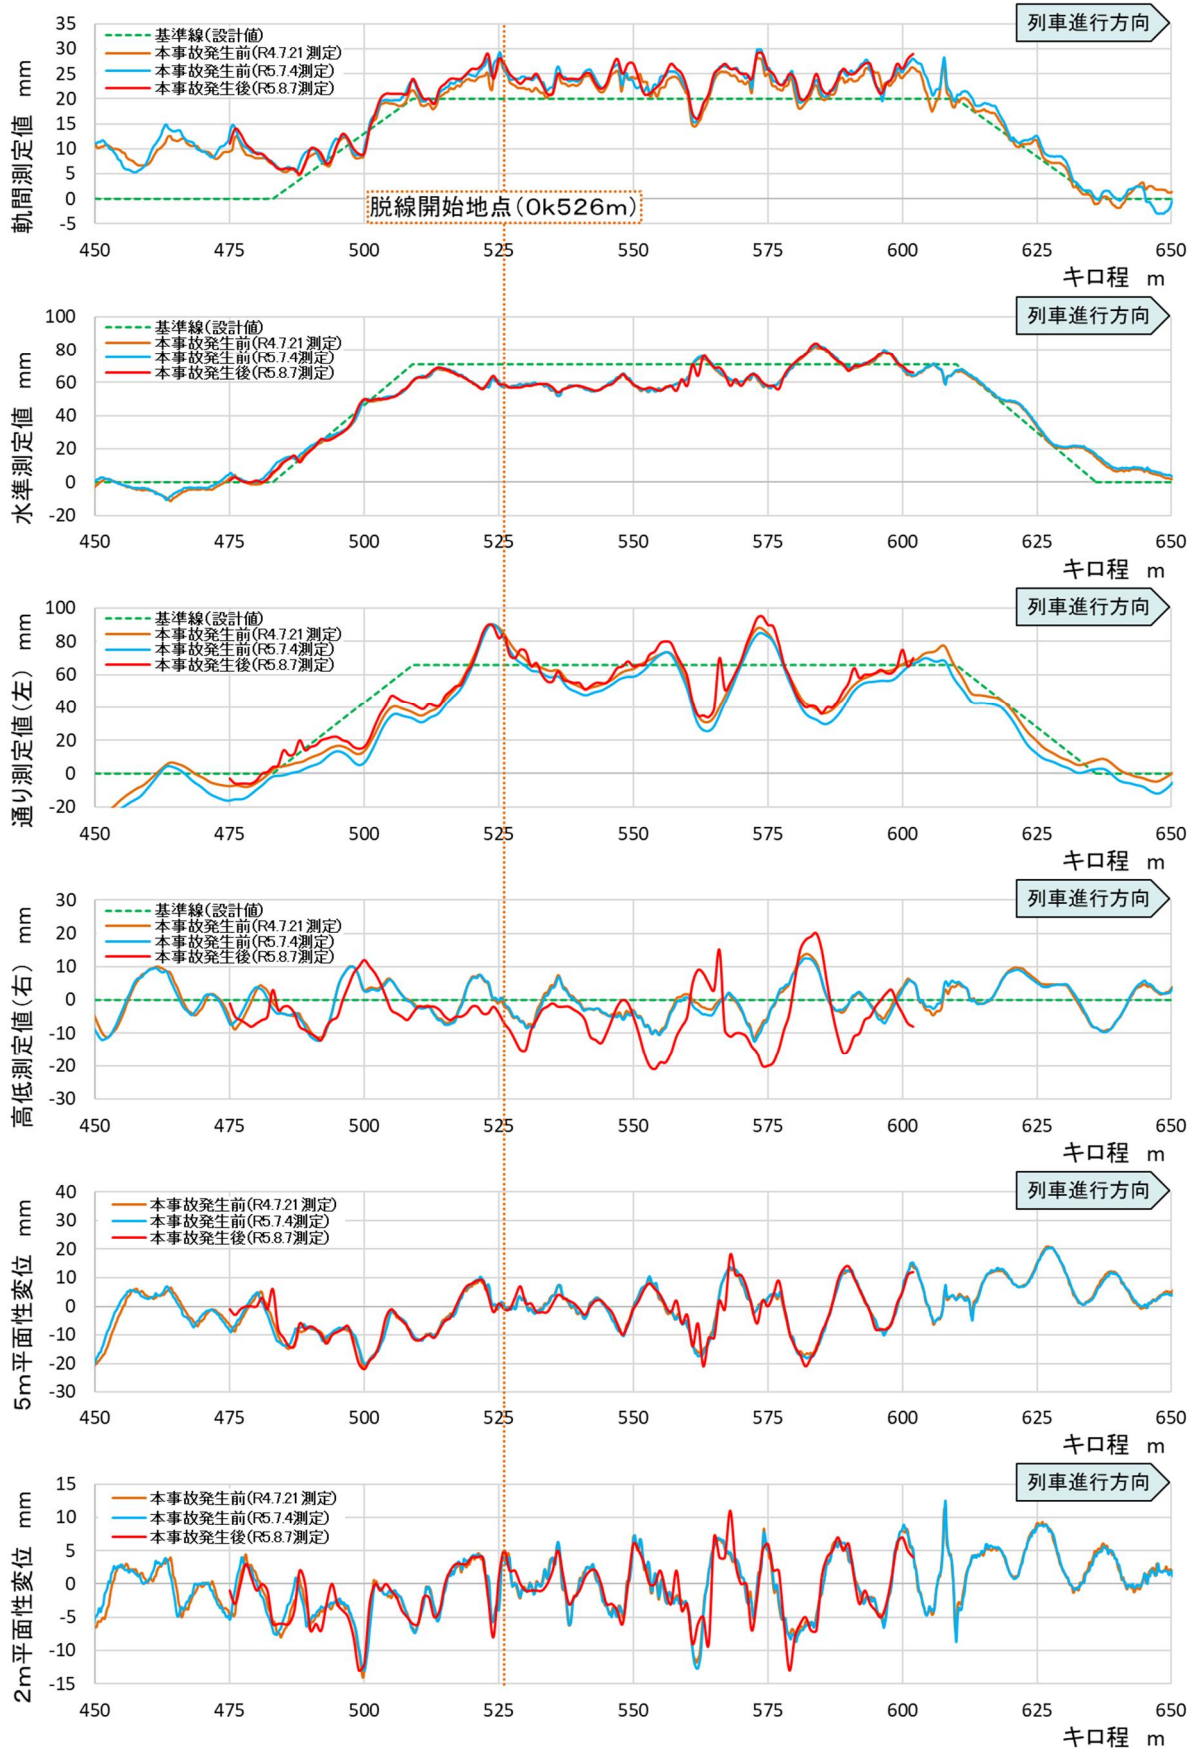 列車進行方向
軌間測定値 mm
35
30
25
20
15
10
5
0
-5
基準線(設計値)
本事故発生前(R4.7.21測定)
本事故発生前(R5.7.4測定)
本事故発生後(R5.8.7測定)
脱線開始地点(0k526m)
450 475 500 525 550 575 600 625 650
キロ程 m
列車進行方向
水準測定値 mm
100
80
60
40
20
0
-20
基準線(設計値)
本事故発生前(R4.7.21測定)
本事故発生前(R5.7.4測定)
本事故発生後(R5.8.7測定)
450 475 500 525 550 575 600 625 650
キロ程 m
列車進行方向
通り測定値(左) mm
100
80
60
40
20
0
-20
基準線(設計値)
本事故発生前(R4.7.21測定)
本事故発生前(R5.7.4測定)
本事故発生後(R5.8.7測定)
450 475 500 525 550 575 600 625 650
キロ程 m
列車進行方向
高低測定値(右) mm
30
20
10
0
-10
-20
-30
基準線(設計値)
本事故発生前(R4.7.21測定)
本事故発生前(R5.7.4測定)
本事故発生後(R5.8.7測定)
450 475 500 525 550 575 600 625 650
キロ程 m
列車進行方向
5m平面性変位 mm
40
30
20
10
0
-10
-20
-30
本事故発生前(R4.7.21測定)
本事故発生前(R5.7.4測定)
本事故発生後(R5.8.7測定)
450 475 500 525 550 575 600 625 650
キロ程 m
列車進行方向
2m平面性変位 mm
15
10
5
0
-5
-10
-15
本事故発生前(R4.7.21測定)
本事故発生前(R5.7.4測定)
本事故発生後(R5.8.7測定)
450 475 500 525 550 575 600 625 650
キロ程 m